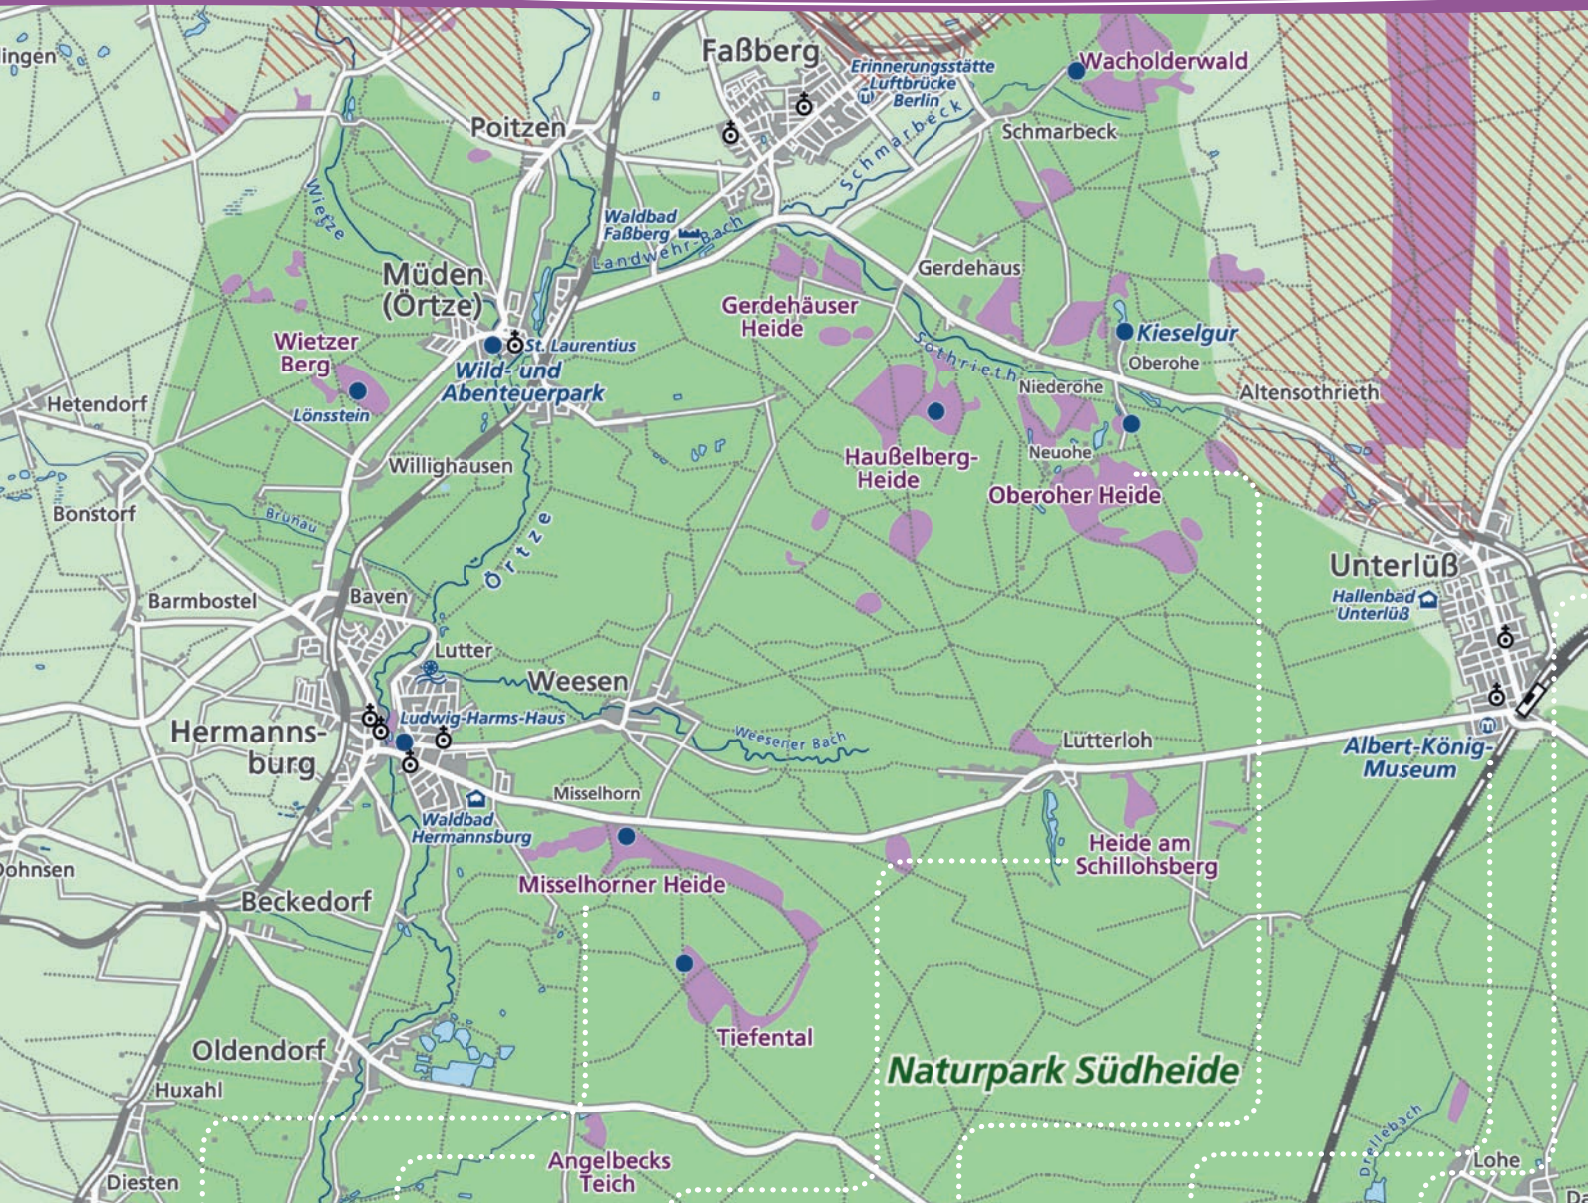 lingen
Faßberg
Erinnerungsstätte
Luftbrücke
Berlin
Wacholderwald
Poitzen
Schmarbeck
Schmarbeck
Wietze
Waldbad
Faßberg
Landwehr-Bach
Gerdehaus
Müden
(Örtze)
Gerdehäuser
Heide
Kieselgur
Wietzer
Berg
St. Laurentius
Sothrieth
Oberohe
Wild- und
Abenteuerpark
Niederohe
Altensothrieth
Hetendorf
Lönsstein
Haußelberg-
Heide
Neuohe
Willighausen
Oberoher Heide
Bonstorf
Brunau
Örtze
Unterlüß
Hallenbad
Unterlüß
Barmbostel
Baven
Lutter
Weesen
Ludwig-Harms-Haus
Hermanns-
burg
Weesener Bach
Lutterloh
Albert-König-
Museum
Misselhorn
Waldbad
Hermannsburg
Heide am
Schillohsberg
Dohnsen
Misselhorner Heide
Beckedorf
Tiefental
Oldendorf
Naturpark Südheide
Huxahl
Drellebach
Angelbecks
Teich
Lohe
Diesten